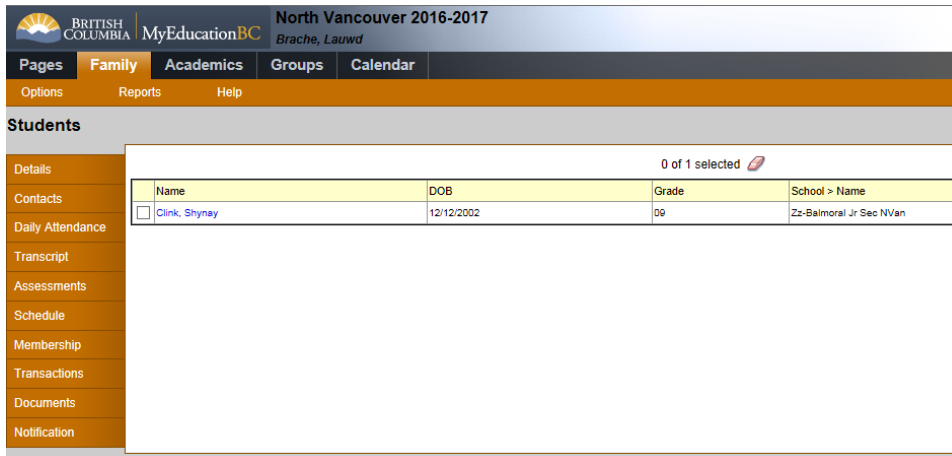 BRITISH
COLUMBIA MyEducationBC
North Vancouver 2016-2017
Brache, Lauwd
Pages Family Academics Groups Calendar
Options Reports Help
Students
Details
Contacts
Daily Attendance
Transcript
Assessments
Schedule
Membership
Transactions
Documents
Notification
0 of 1 selected
Name DOB Grade School > Name
Clink, Shynay 12/12/2002 09 Zz-Balmoral Jr Sec NVan